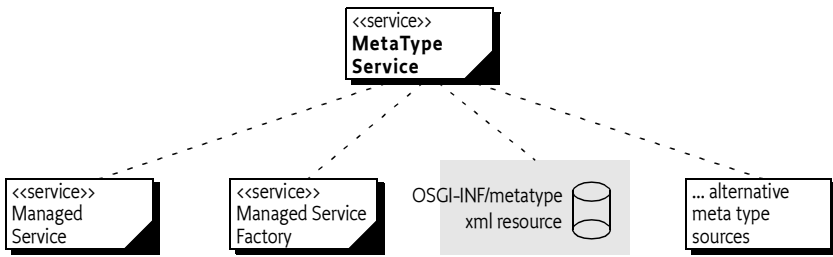 <<service>>
MetaType
Service
<<service>>
Managed
Service
<<service>>
Managed Service
Factory
OSGI-INF/metatype
xml resource
... alternative
meta type
sources